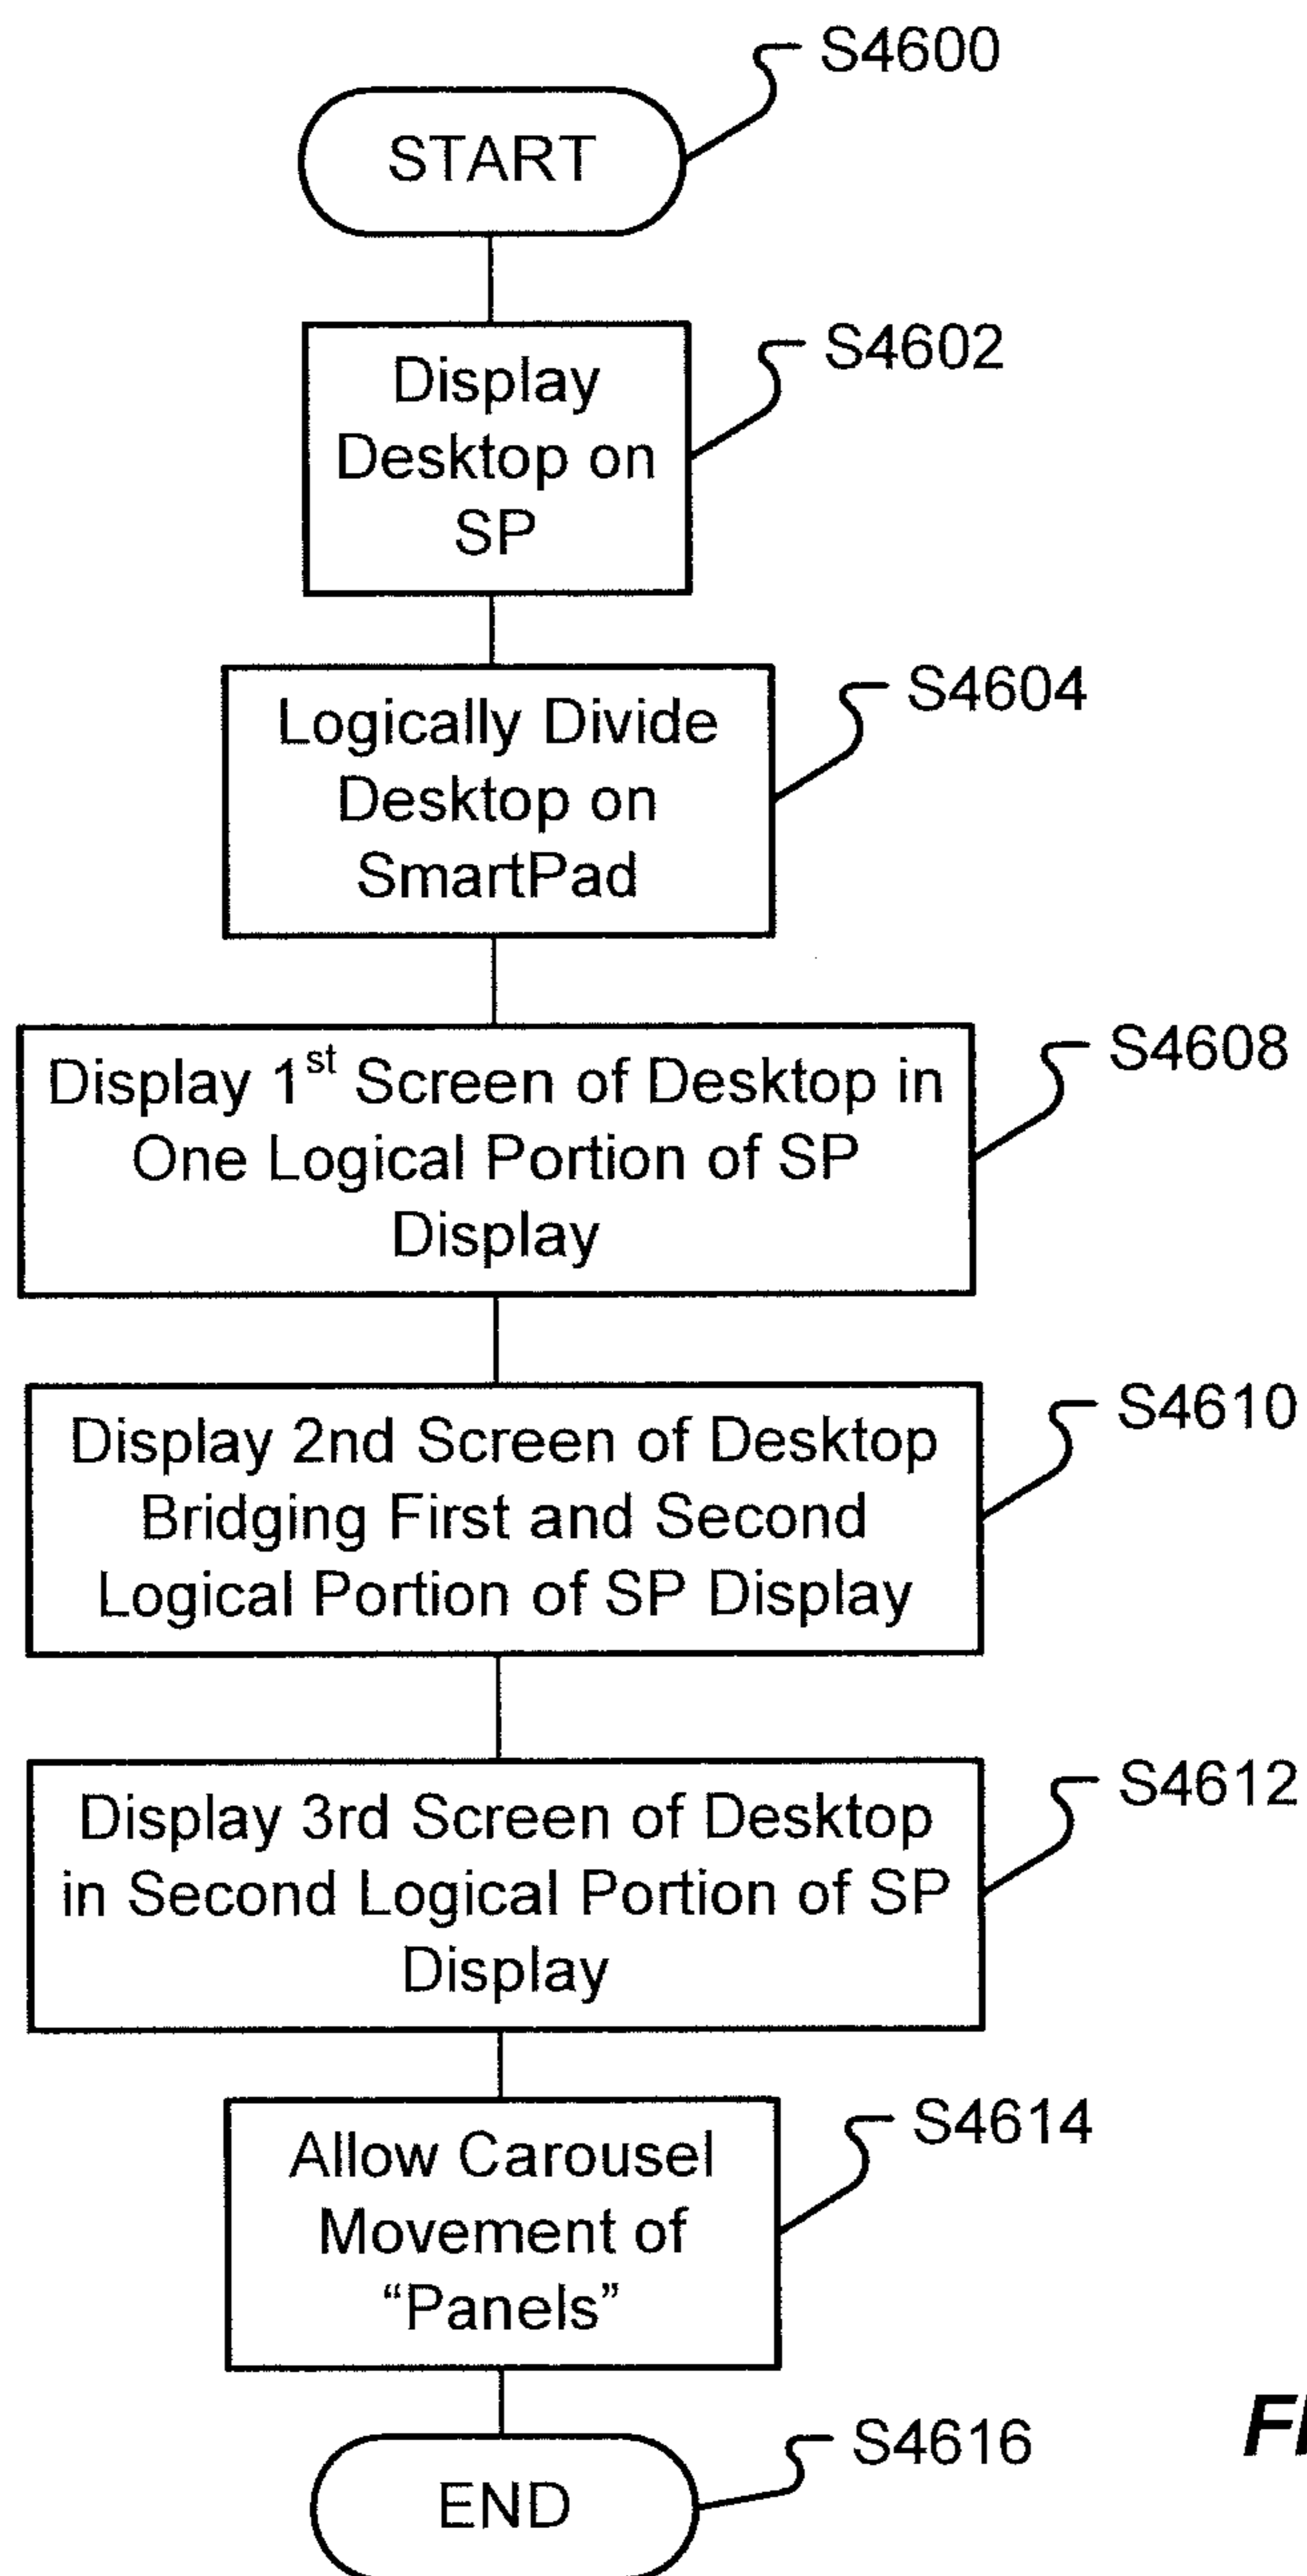 S4600
START
S4602
Display
Desktop on
SP
S4604
Logically Divide
Desktop on
SmartPad
S4608
Display 1st Screen of Desktop in
One Logical Portion of SP
Display
S4610
Display 2nd Screen of Desktop
Bridging First and Second
Logical Portion of SP Display
S4612
Display 3rd Screen of Desktop
in Second Logical Portion of SP
Display
S4614
Allow Carousel
Movement of
“Panels”
S4616
END